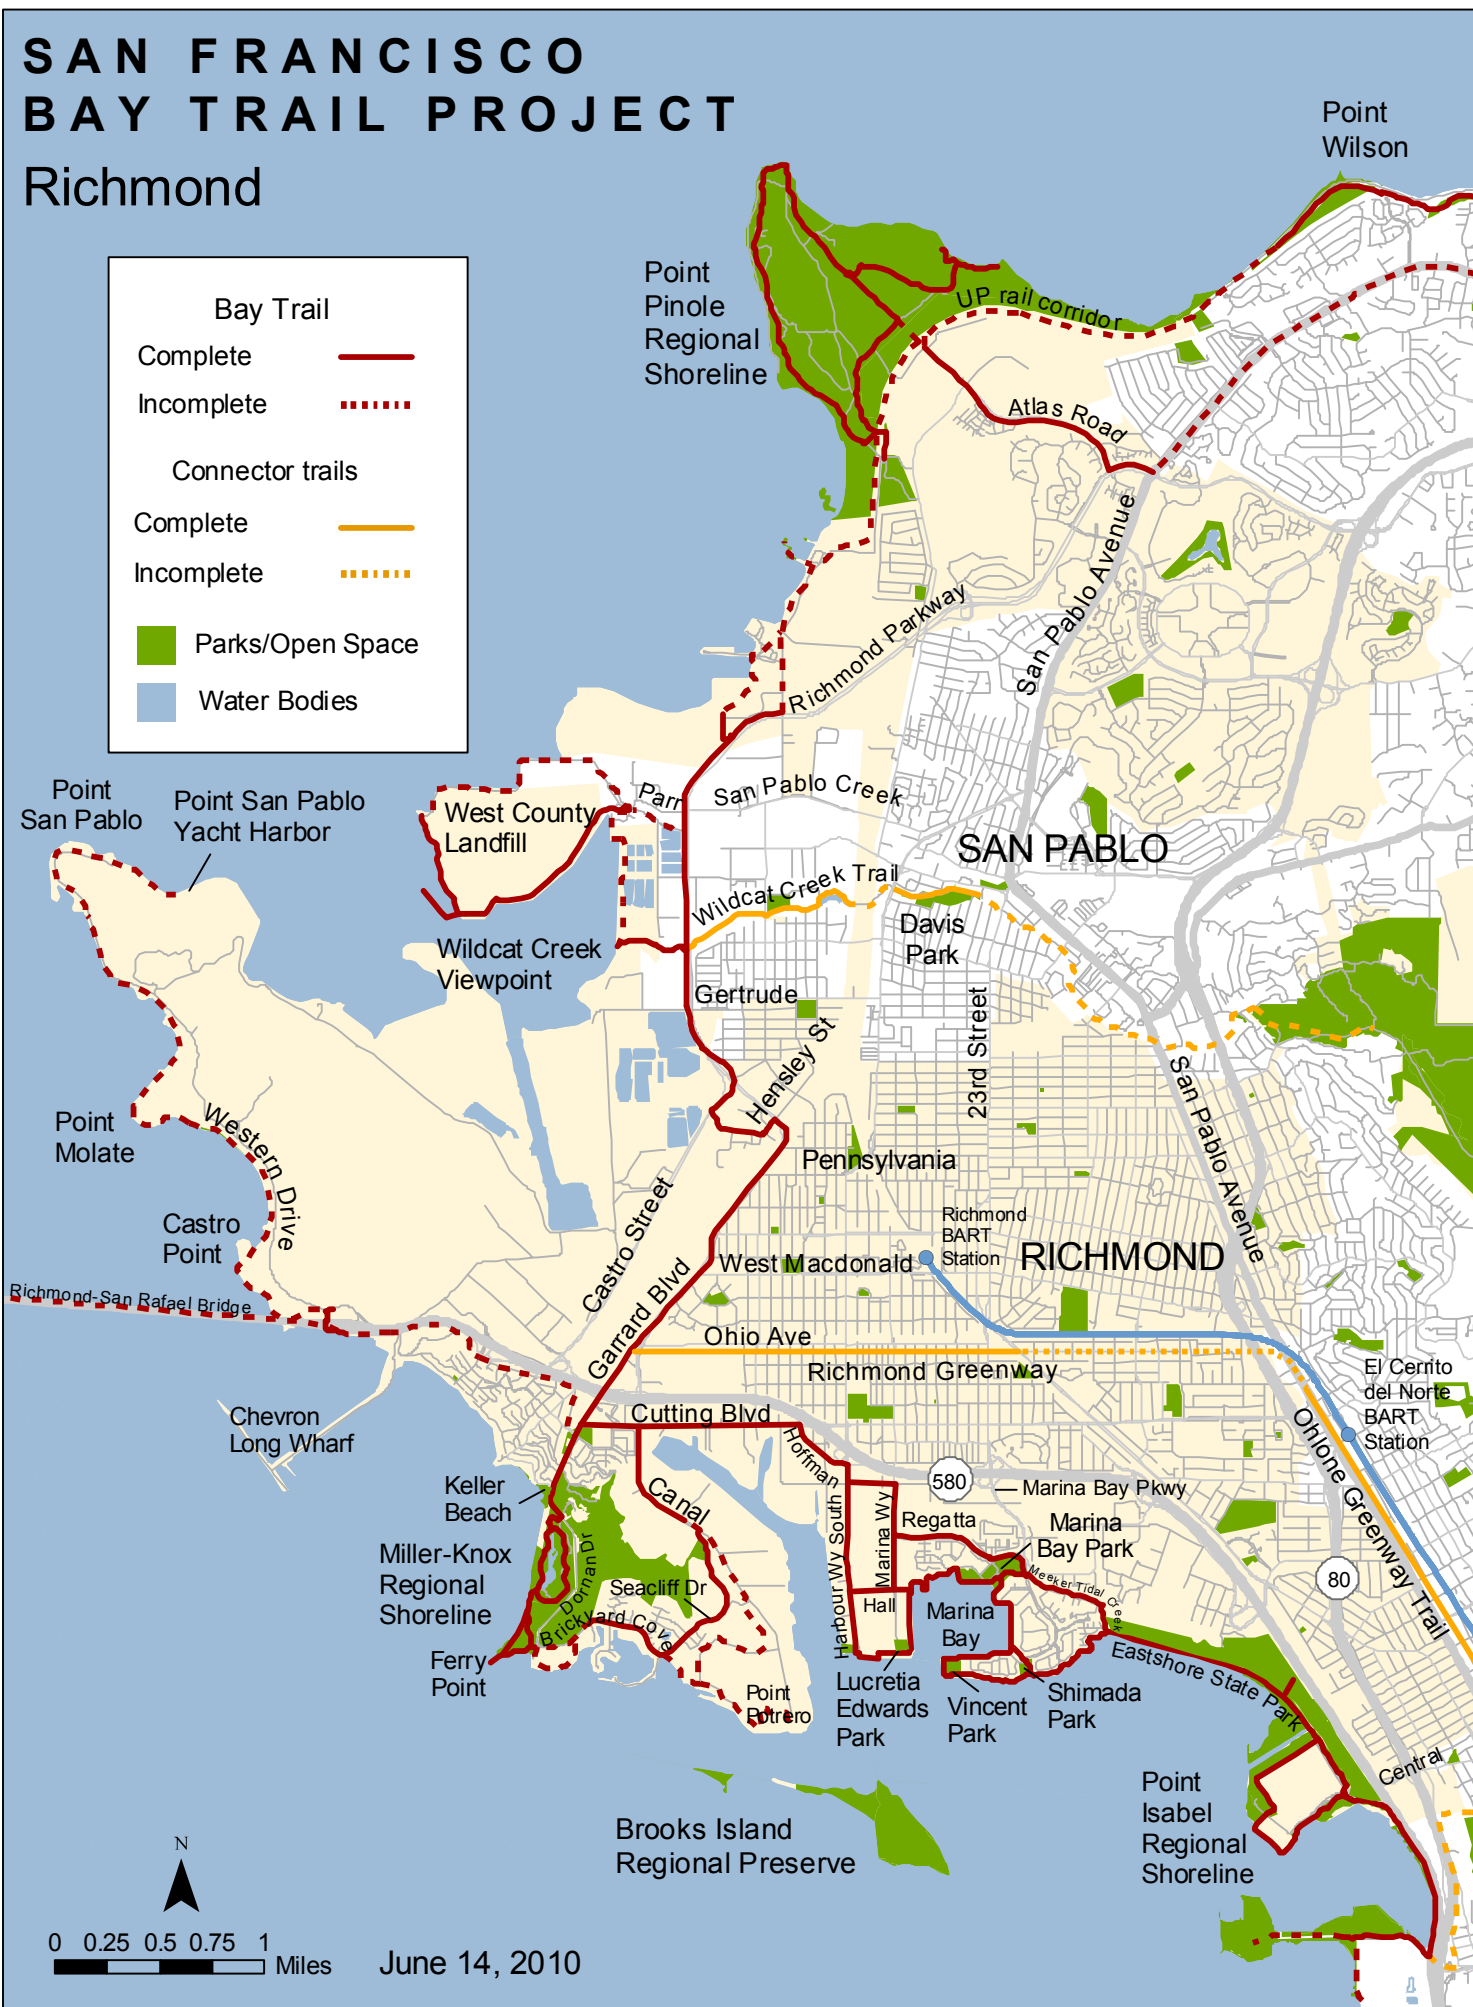 SAN FRANCISCO
BAY TRAIL PROJECT
Richmond
Point
Wilson
Bay Trail
Complete
Incomplete
Connector trails
Complete
Incomplete
Parks/Open Space
Water Bodies
Point
Pinole
Regional
Shoreline
UP rail corridor
Atlas Road
San Pablo Avenue
Richmond Parkway
Point
San Pablo
Point San Pablo
Yacht Harbor
West County
Landfill
Parr
San Pablo Creek
SAN PABLO
Wildcat Creek Trail
Davis
Park
Wildcat Creek
Viewpoint
Gertrude
Hensley St
23rd Street
San Pablo Avenue
Point
Molate
Western Drive
Castro
Point
Pennsylvania
Castro Street
Richmond
BART
Station
RICHMOND
West Macdonald
Garrard Blvd
Richmond-San Rafael Bridge
Ohio Ave
Richmond Greenway
El Cerrito
del Norte
BART
Station
Chevron
Long Wharf
Cutting Blvd
Hoffman
Ohlone Greenway Trail
580
Marina Bay Pkwy
Keller
Beach
Canal
Harbour Wy South
Marina Wy
Regatta
Marina
Bay Park
Miller-Knox
Regional
Shoreline
Dornan Dr
Seacliff Dr
Meeker Tidal Creek
80
Hall
Marina
Bay
Brickyard Cove
Ferry
Point
Eastshore State Park
Point
Potrero
Lucretia
Edwards
Park
Vincent
Park
Shimada
Park
Central
Point
Isabel
Regional
Shoreline
Brooks Island
Regional Preserve
N
0 0.25 0.5 0.75 1
Miles
June 14, 2010